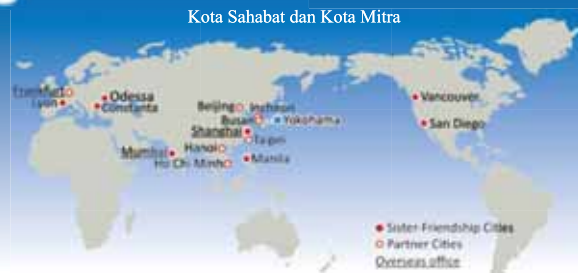 Kota Sahabat dan Kota Mitra
Frankfurt
Lyon
Odessa
Constanta
Beijing
Incheon
Busan
Yokohama
Shanghai
Taipei
Mumbai
Hanoi
Ho Chi Minh
Manila
Vancouver
San Diego
Sister-Friendship Cities
Partner Cities
Overseas office